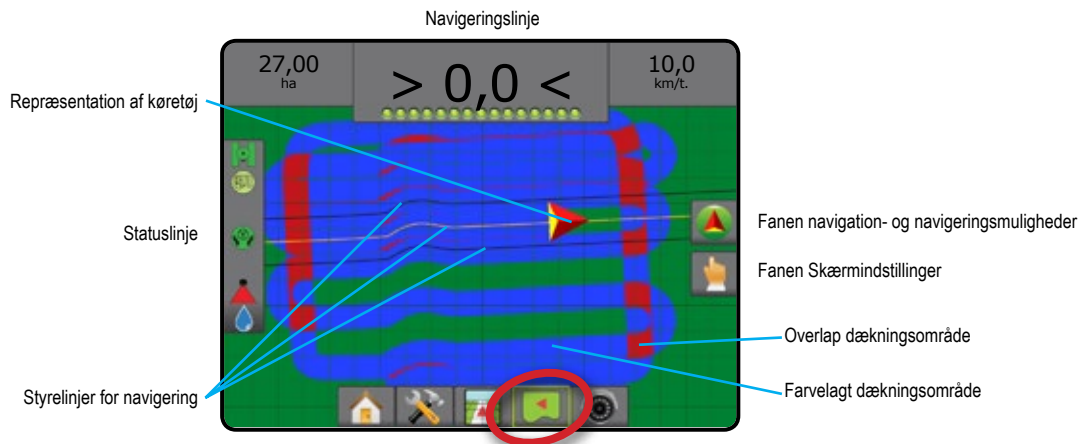 Navigeringslinje
27,00
ha
> 0,0 <
10,0
km/t.
Repræsentation af køretøj
Statuslinje
Fanen navigation- og navigeringsmuligheder
Fanen Skærmindstillinger
Overlap dækningsområde
Farvelagt dækningsområde
Styrelinjer for navigering